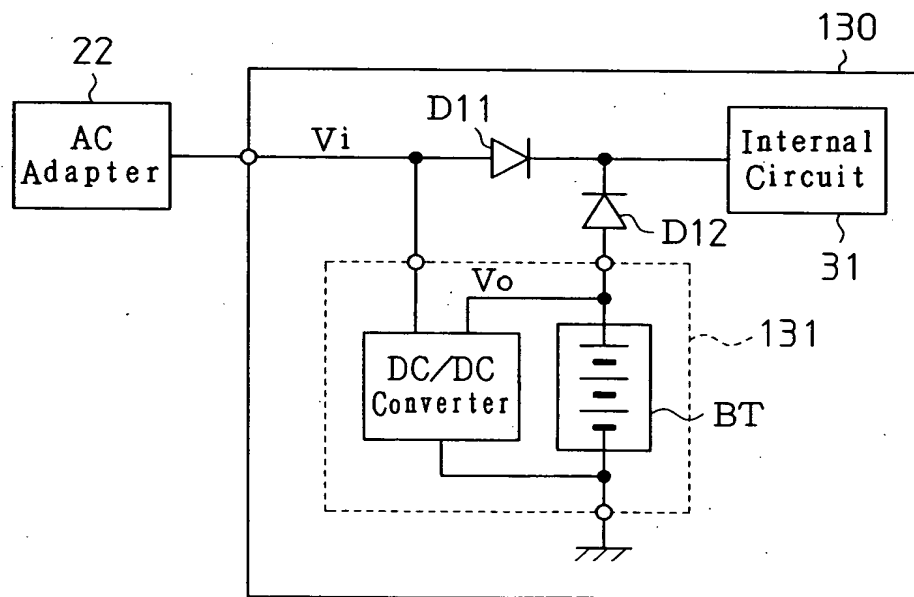 130
22
AC
Adapter
Vi
D11
Internal
Circuit
D12
31
Vo
DC/DC
Converter
131
BT